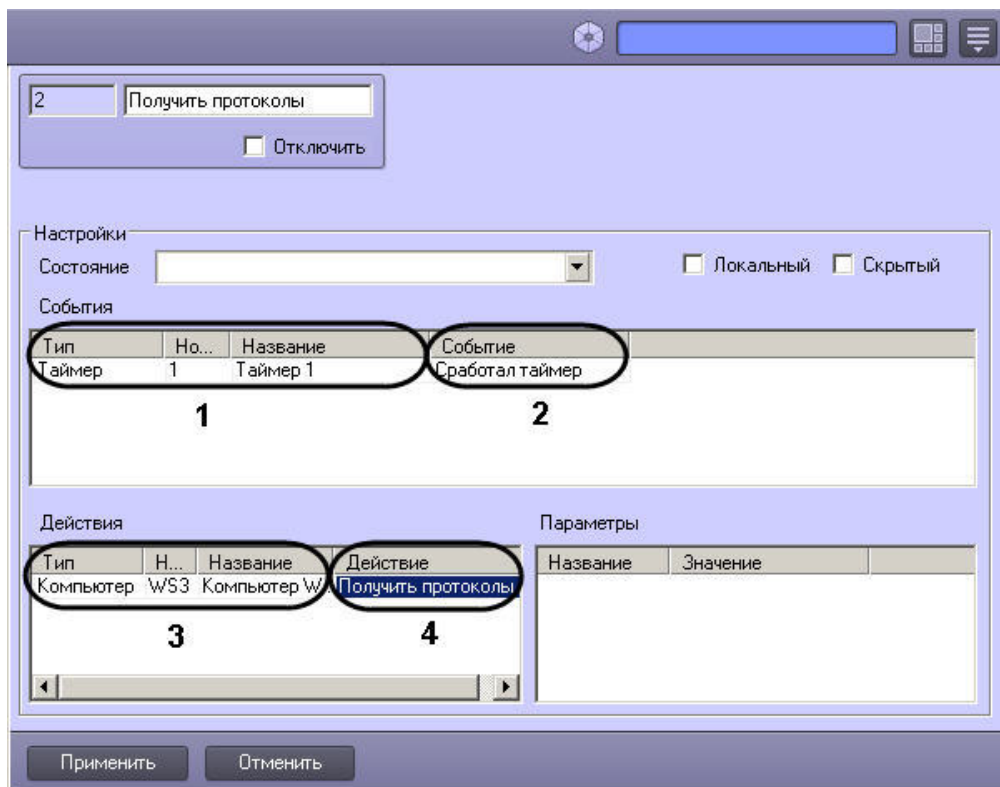 2 Получить протоколы
Отключить
Настройки
Состояние
Локальный Скрытый
События
Тип Но... Название Событие
Таймер 1 Таймер 1 Сработал таймер
1 2
Действия Параметры
Тип Н... Название Действие Название Значение
Компьютер WS3 Компьютер W... Получить протоколы
3 4
Применить Отменить